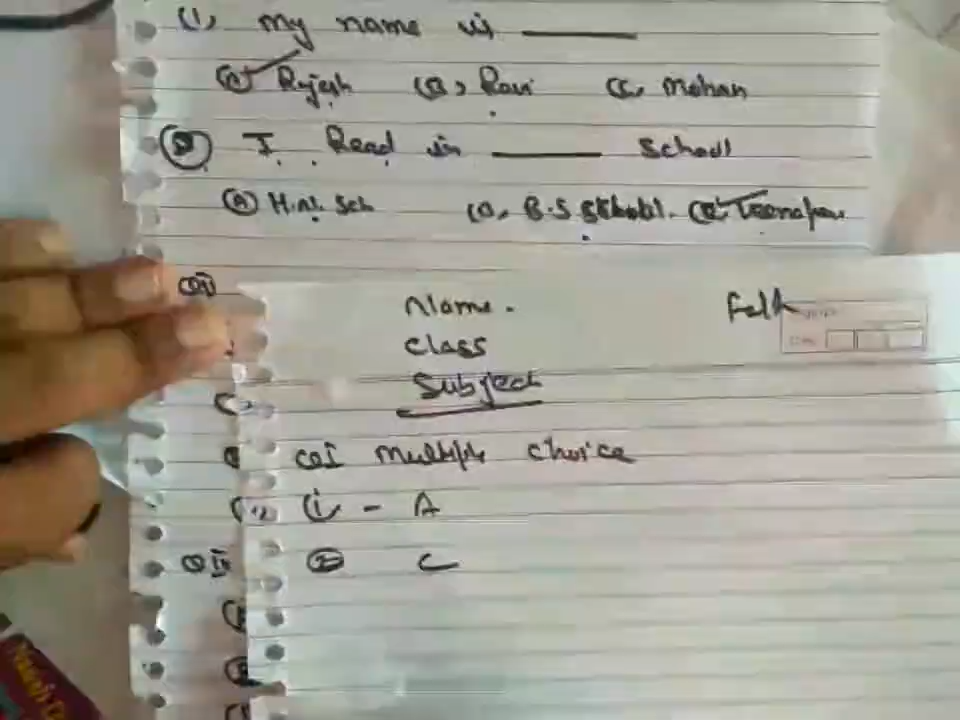 (1) My name is ______
(A) Rajesh (B) Ravi (C) Mohan
(2) I Read in ______ School
(A) H.N. Sch (B) B.S School. (C)
Name.
Class
Subject
QI Multiple choice
(i - A
(2) C